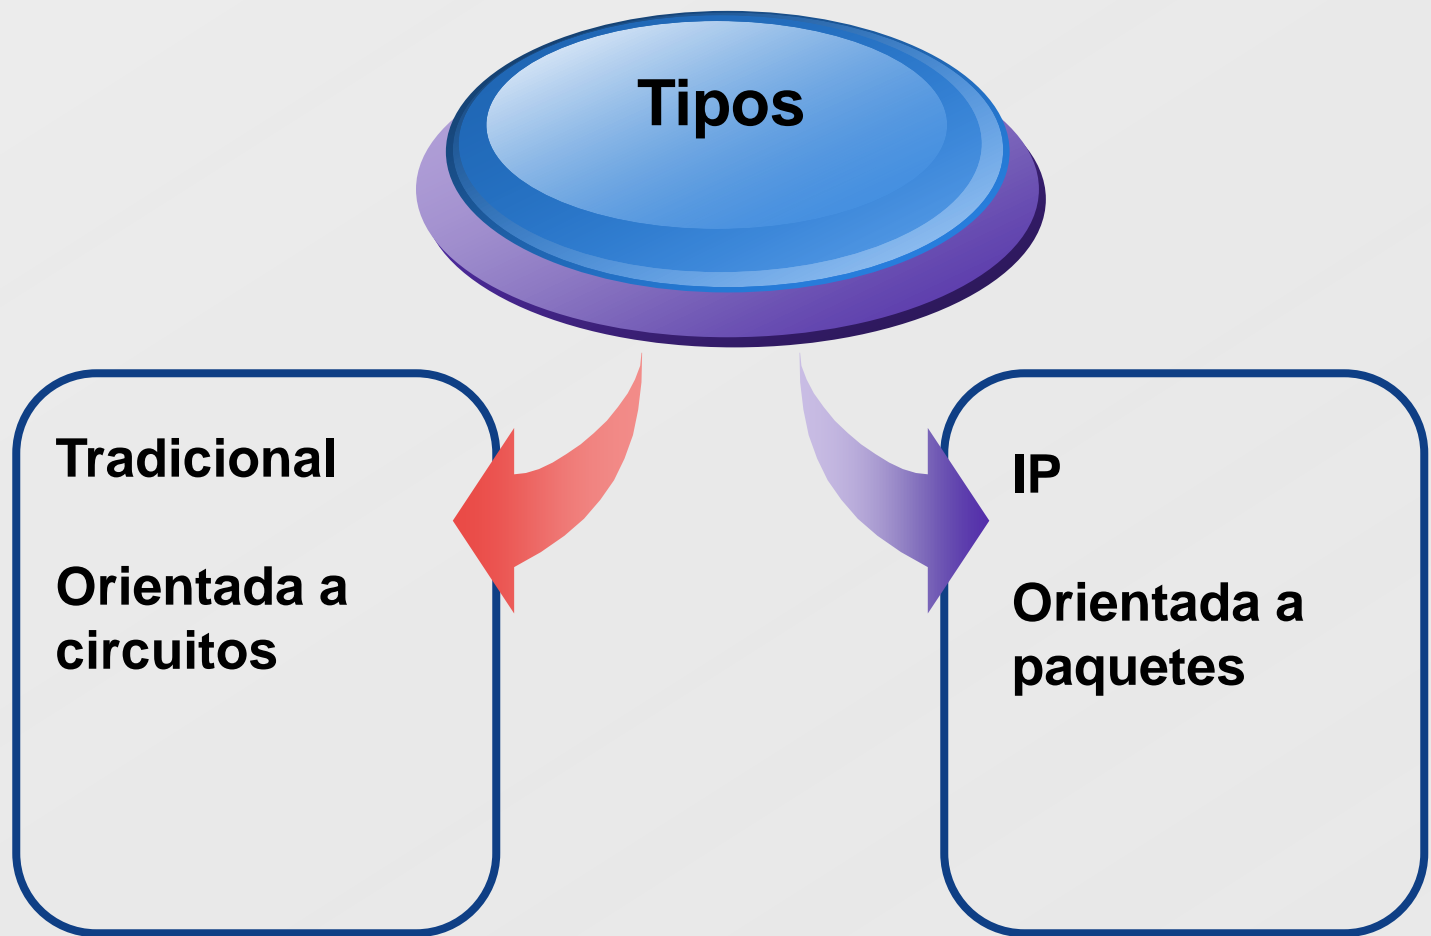 Tipos
Tradicional
Orientada a
circuitos
IP
Orientada a
paquetes